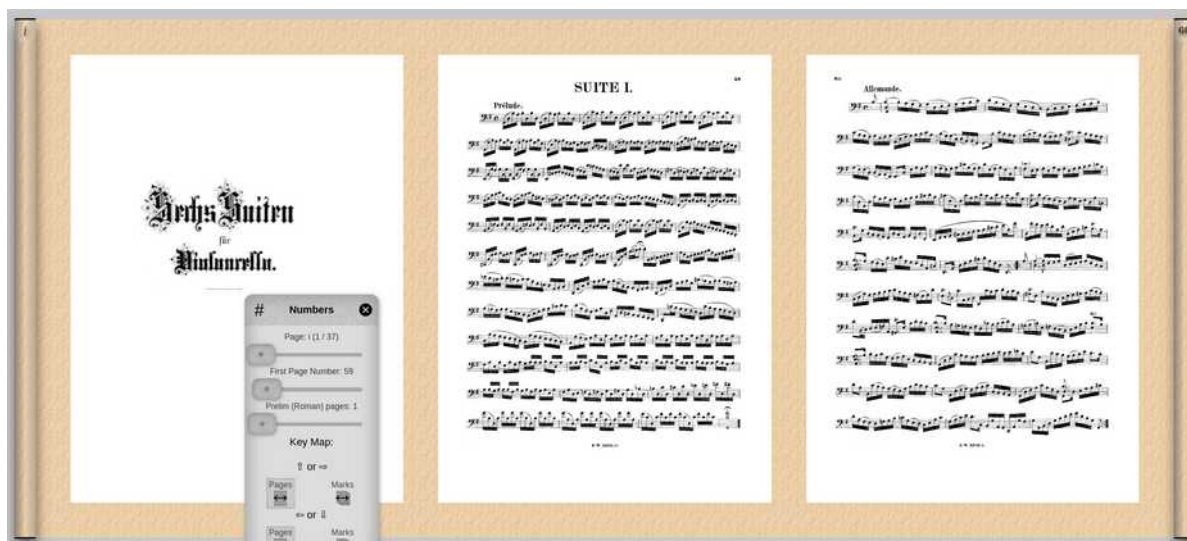 i
Sechs Suiten
für
Violoncello.
# Numbers
Page: i (1 / 37)
First Page Number: 59
Prelim (Roman) pages: 1
Key Map:
⇧ or ⇨
Pages Marks
⇦ or ⇩
Pages Marks
SUITE I.
Prélude.
Allemande.